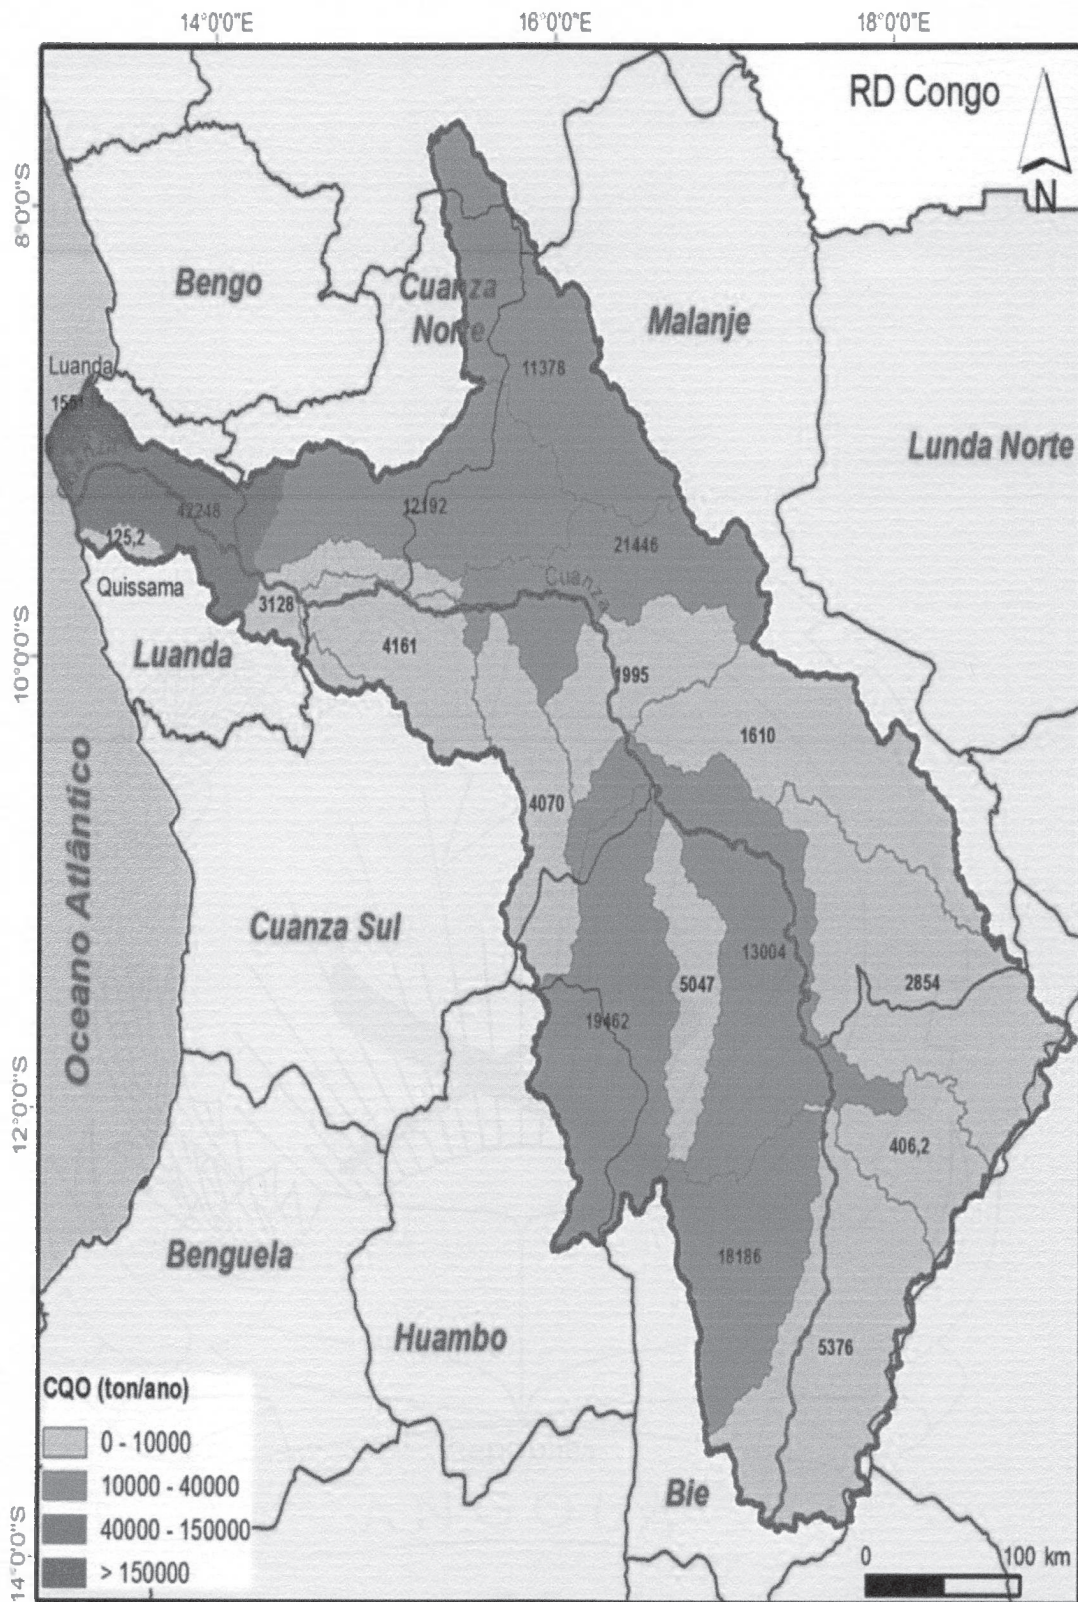 14°0'0"E 16°0'0"E 18°0'0"E
RD Congo
N
8°0'0"S
Bengo
Cuanza
Norte
Malanje
Luanda
11378
Lunda Norte
42248
12192
125,2
21446
Cuanza
Quissama
3128
10°0'0"S
Luanda
4161
1995
1610
Oceano Atlântico
4070
Cuanza Sul
13004
5047
2854
19462
12°0'0"S
406,2
Benguela
18186
Huambo
5376
CQO (ton/ano)
0 - 10000
10000 - 40000
40000 - 150000
> 150000
Bie
14°0'0"S
0 100 km